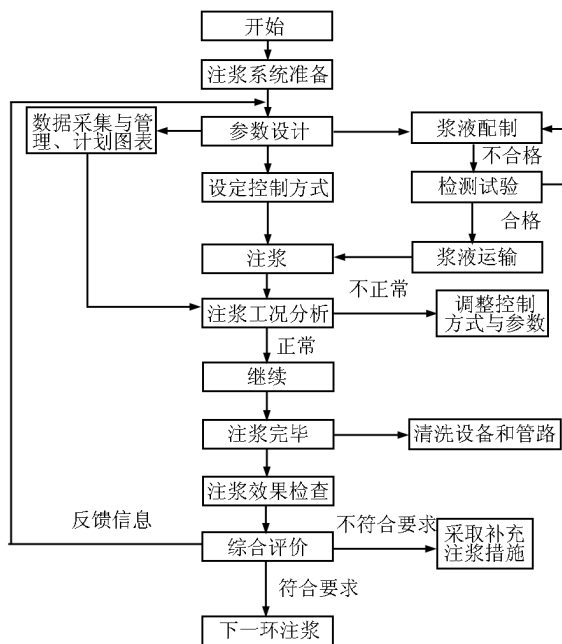 开始
注浆系统准备
数据采集与管
理、计划图表
参数设计
浆液配制
不合格
设定控制方式
检测试验
合格
注浆
浆液运输
不正常
注浆工况分析
调整控制
方式与参数
正常
继续
注浆完毕
清洗设备和管路
注浆效果检查
反馈信息
不符合要求
综合评价
采取补充
注浆措施
符合要求
下一环注浆